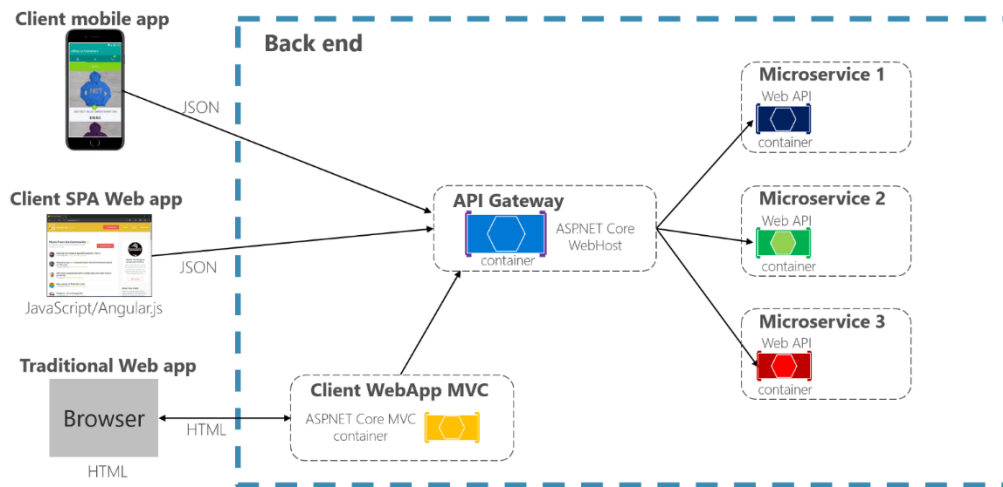 Client mobile app
Back end
JSON
Microservice 1
Web API
container
Client SPA Web app
JSON
JavaScript/Angular.js
API Gateway
ASP.NET Core
WebHost
container
Microservice 2
Web API
container
Microservice 3
Web API
container
Traditional Web app
Browser
HTML
HTML
Client WebApp MVC
ASP.NET Core MVC
container